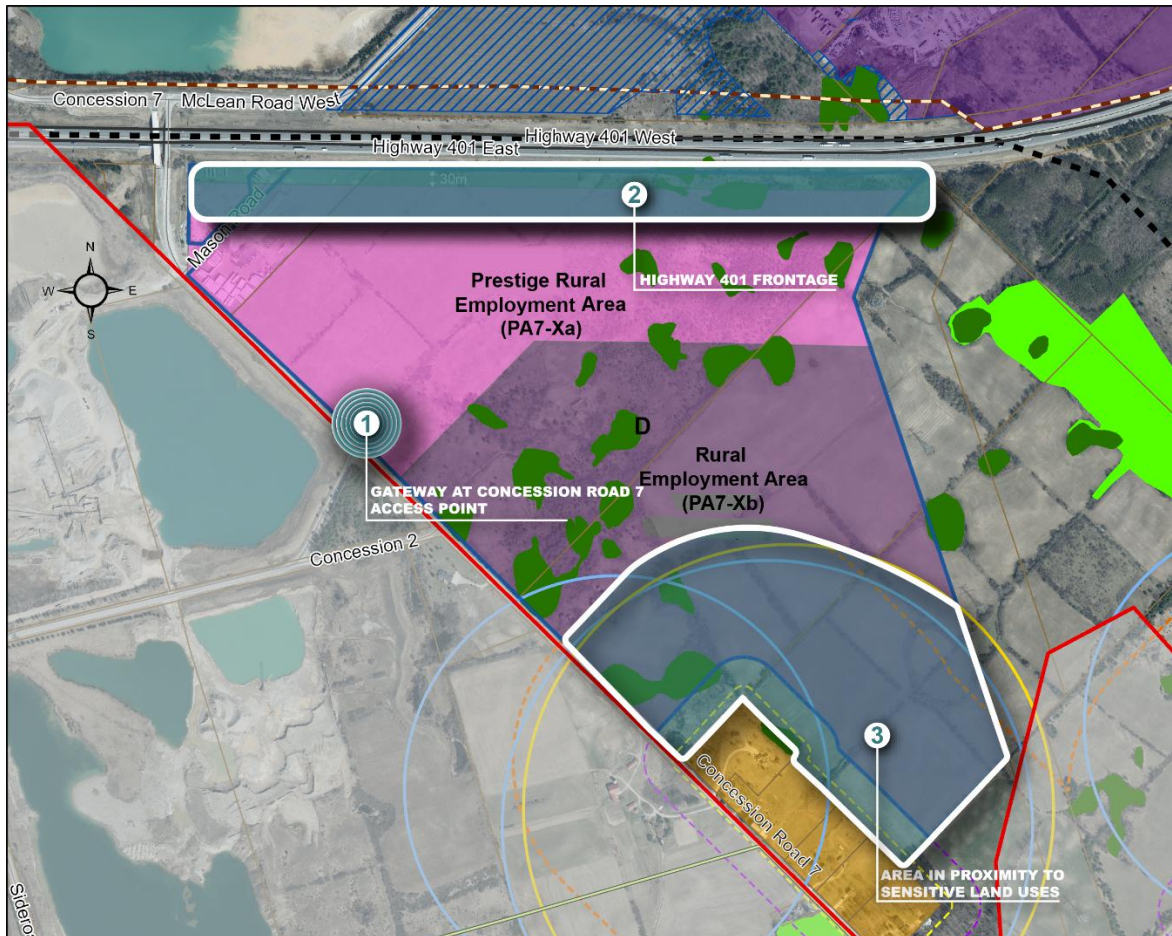 Concession 7
McLean Road West
Highway 401 West
Highway 401 East
30m
2
Mason Road
HIGHWAY 401 FRONTAGE
N
W E
S
Prestige Rural
Employment Area
(PA7-Xa)
1
D
Rural
Employment Area
(PA7-Xb)
GATEWAY AT CONCESSION ROAD 7
ACCESS POINT
Concession 2
3
Concession Road 7
AREA IN PROXIMITY TO
SENSITIVE LAND USES
Sidero